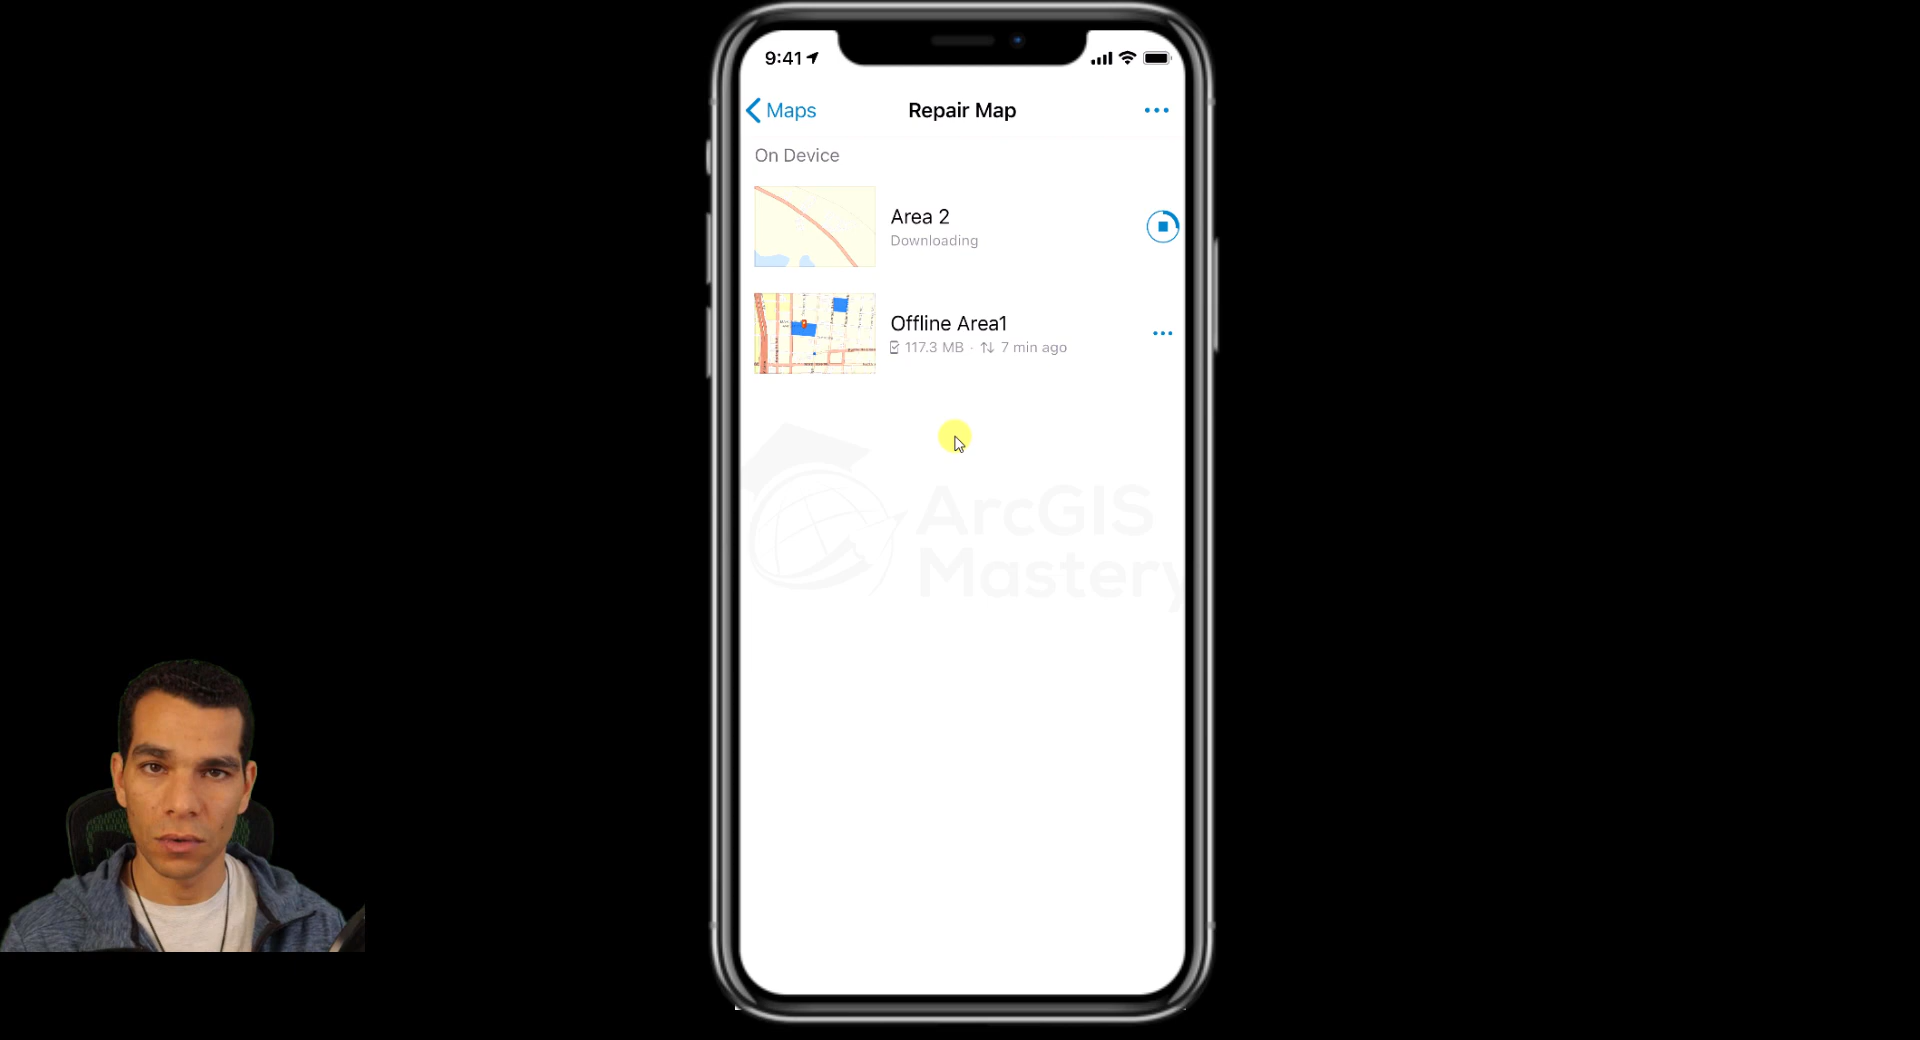 9:41
Maps
Repair Map
On Device
Area 2
Downloading
Offline Area1
117.3 MB · 7 min ago
ArcGIS
Mastery